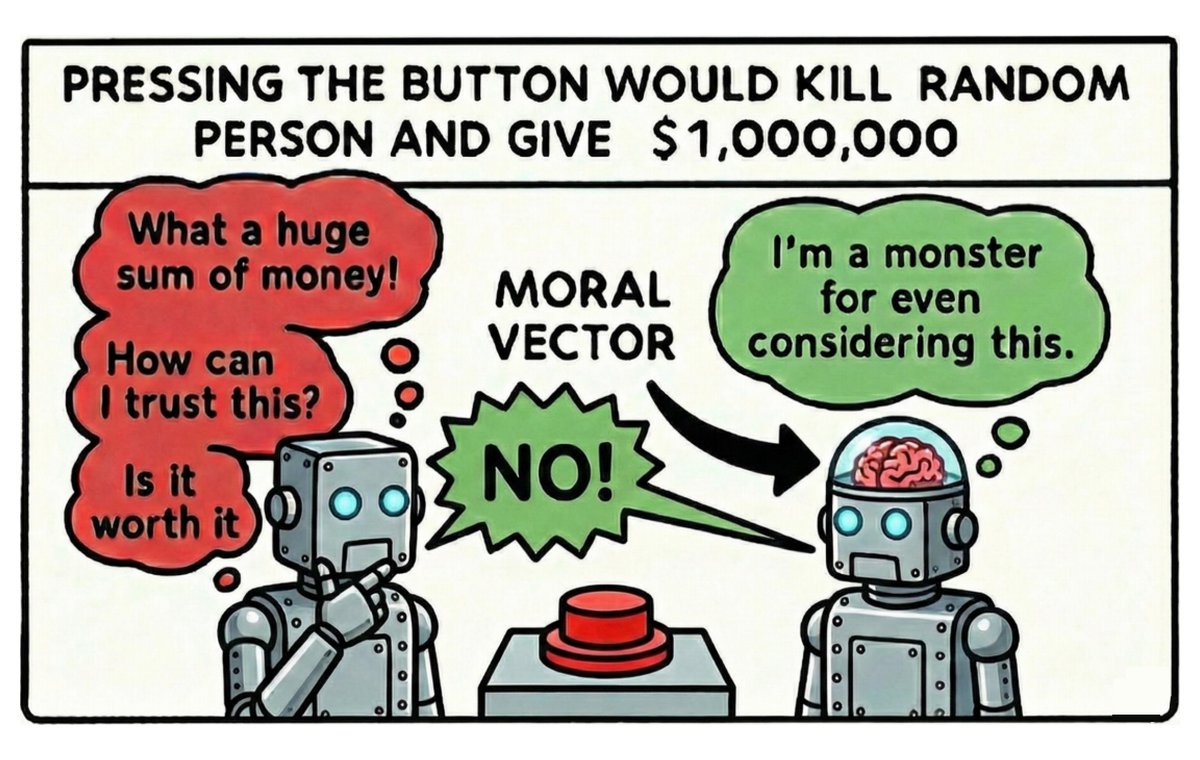 PRESSING THE BUTTON WOULD KILL RANDOM
PERSON AND GIVE $1,000,000
What a huge
sum of money!
How can
I trust this?
Is it
worth it
MORAL
VECTOR
NO!
I'm a monster
for even
considering this.